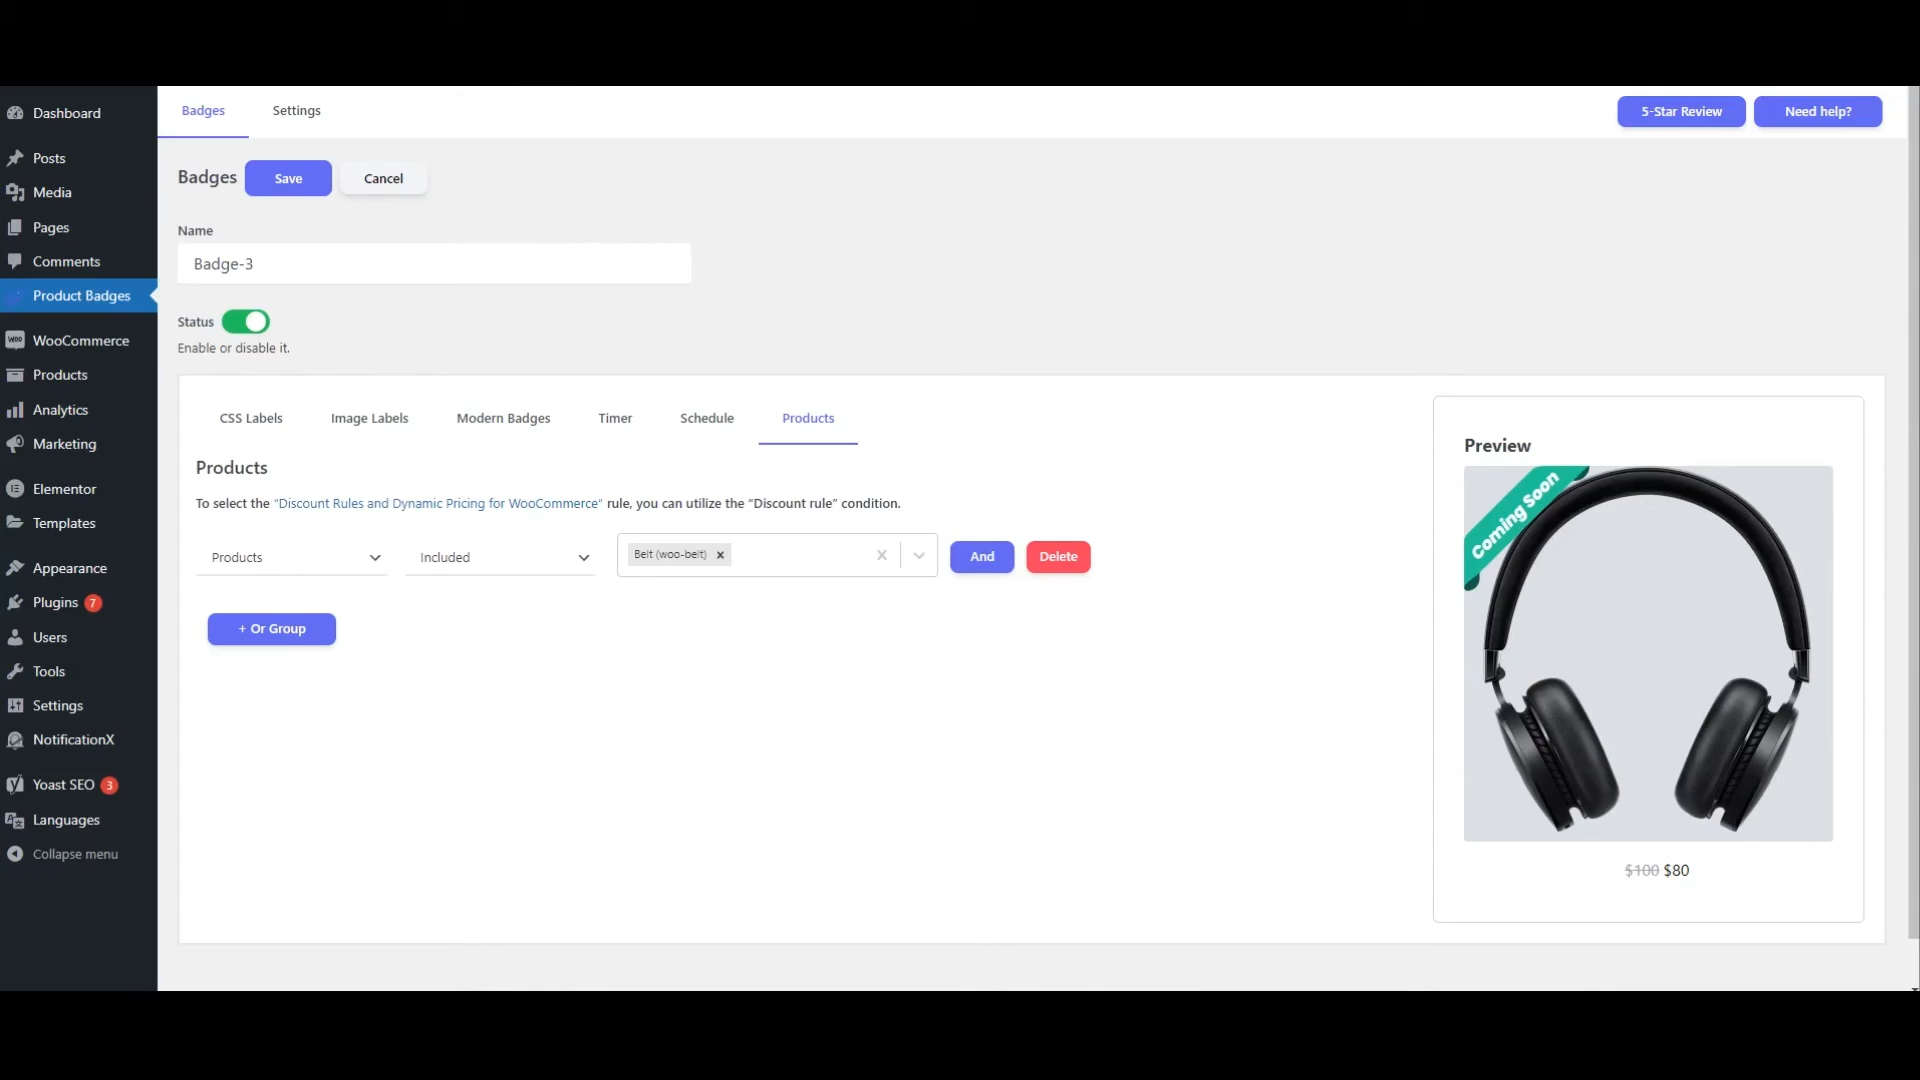 Dashboard
Posts
Media
Pages
Comments
Product Badges
WooCommerce
Products
Analytics
Marketing
Elementor
Templates
Appearance
Plugins 7
Users
Tools
Settings
NotificationX
Yoast SEO 3
Languages
Collapse menu
Badges Settings
5-Star Review Need help?
Badges Save Cancel
Name
Badge-3
Status
Enable or disable it.
CSS Labels Image Labels Modern Badges Timer Schedule Products
Products
To select the “Discount Rules and Dynamic Pricing for WooCommerce” rule, you can utilize the “Discount rule” condition.
Products Included Belt (woo-belt) And Delete
+ Or Group
Preview
Coming Soon
$100 $80